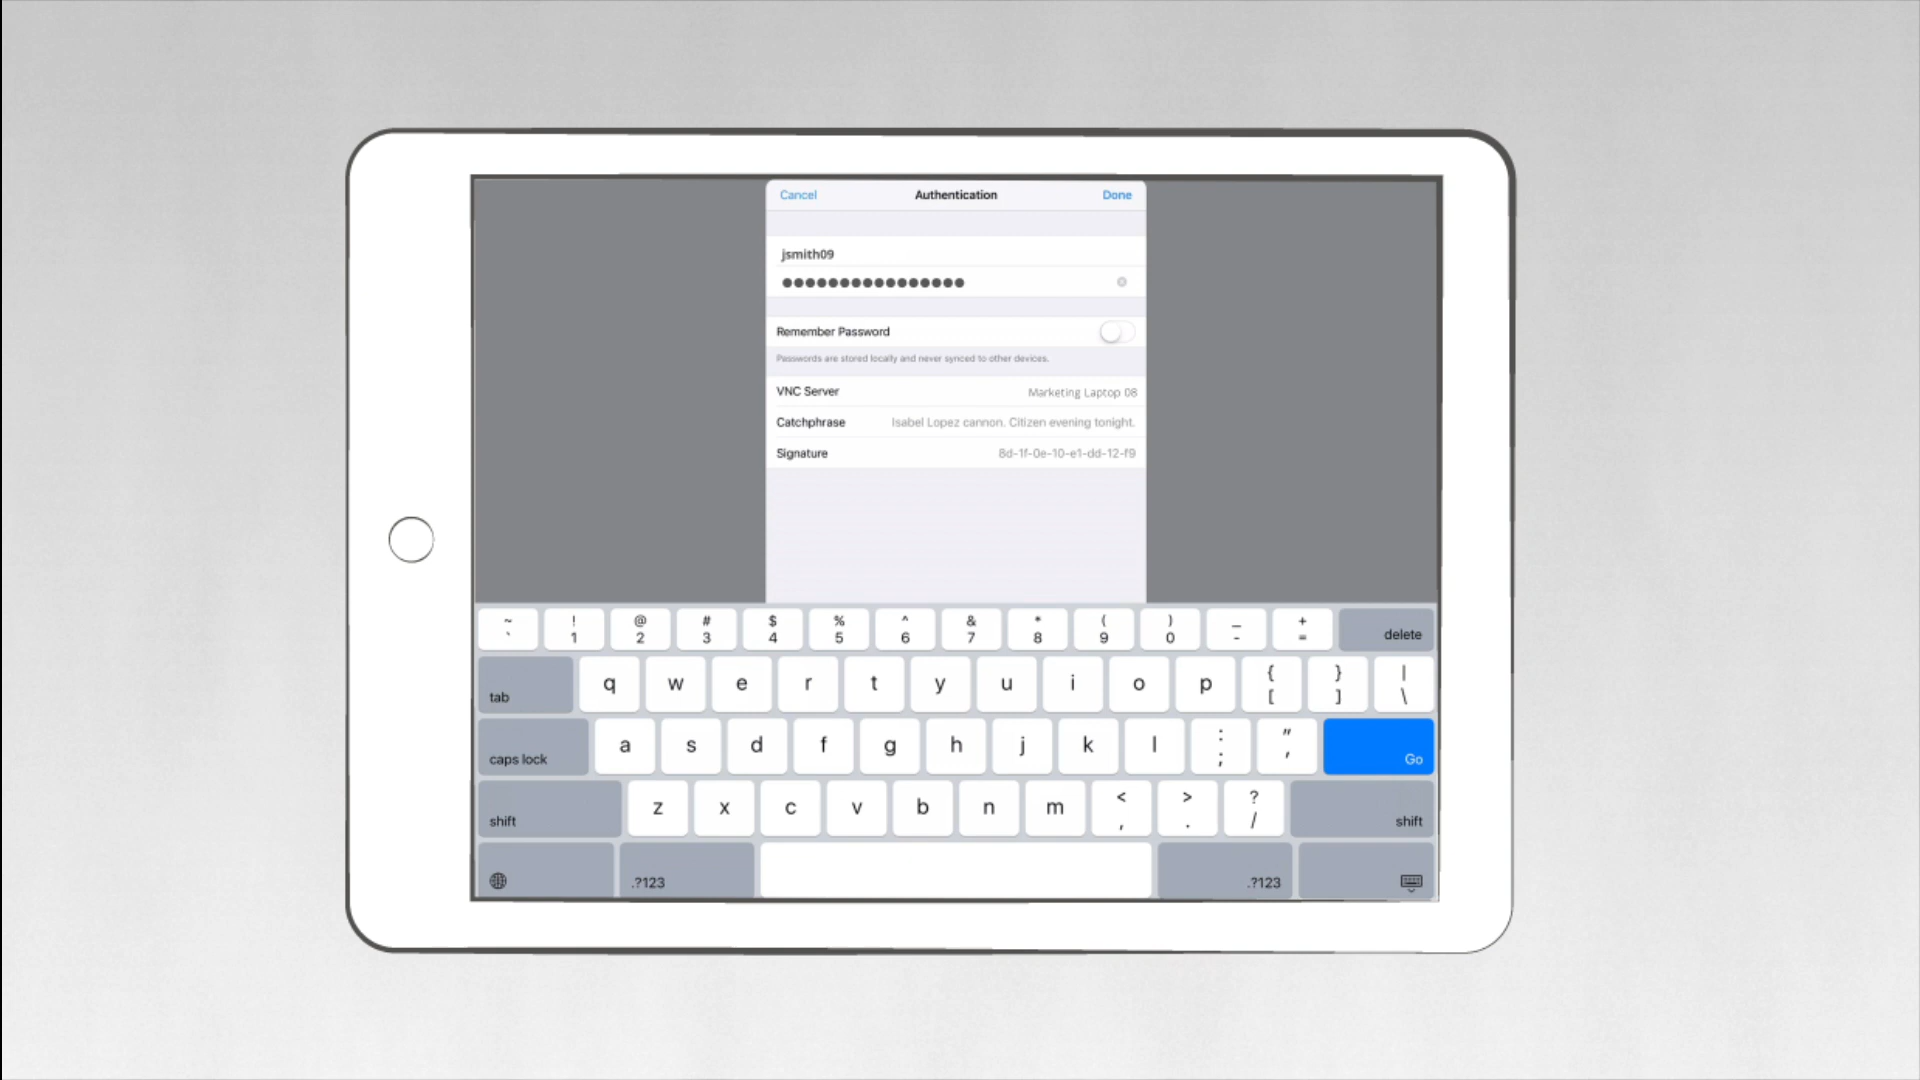 Cancel Authentication Done
jsmith09
●●●●●●●●●●●●●●●●
Remember Password
Passwords are stored locally and never synced to other devices.
VNC Server Marketing Laptop 08
Catchphrase Isabel Lopez cannon. Citizen evening tonight.
Signature 8d-1f-0e-10-e1-dd-12-f9
~ ! @ # $ % ^ & * ( ) _ +
` 1 2 3 4 5 6 7 8 9 0 - = delete
tab q w e r t y u i o p { [ } ] | \
caps lock a s d f g h j k l : ; " ' Go
shift z x c v b n m < , > . ? / shift
.?123 .?123